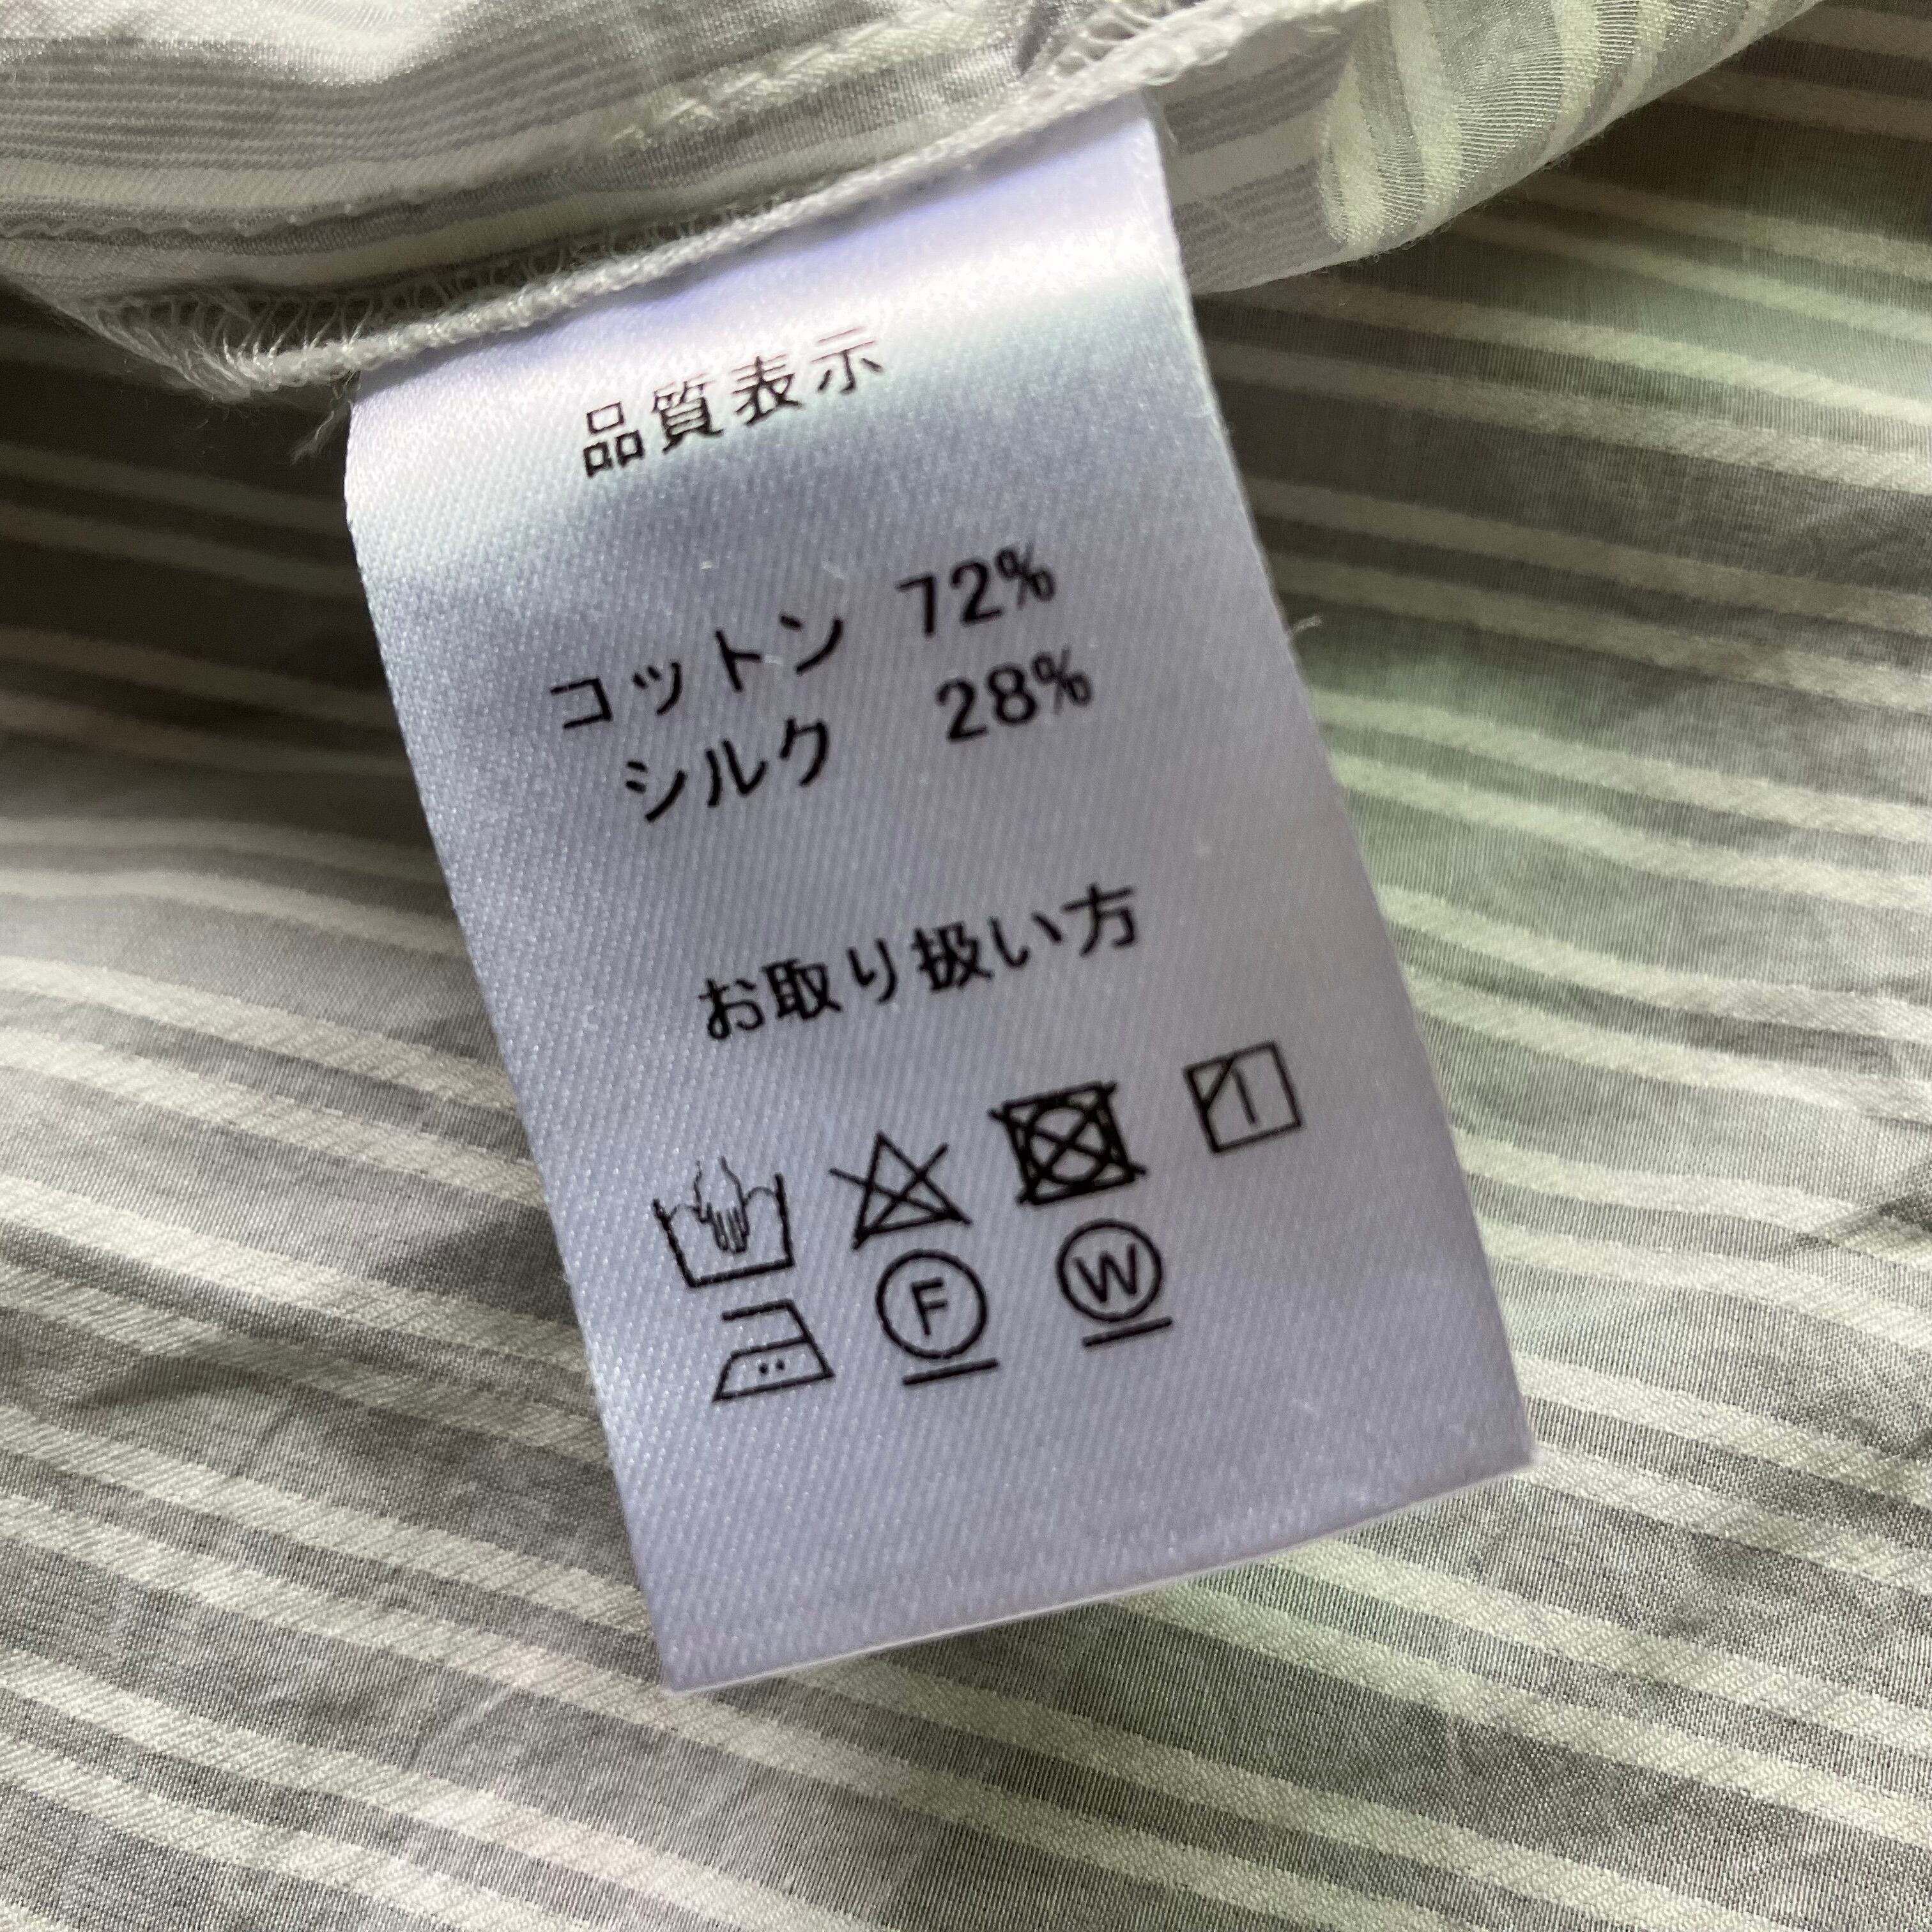 品質表示
コットン 72%
シルク 28%
お取り扱い方
F W